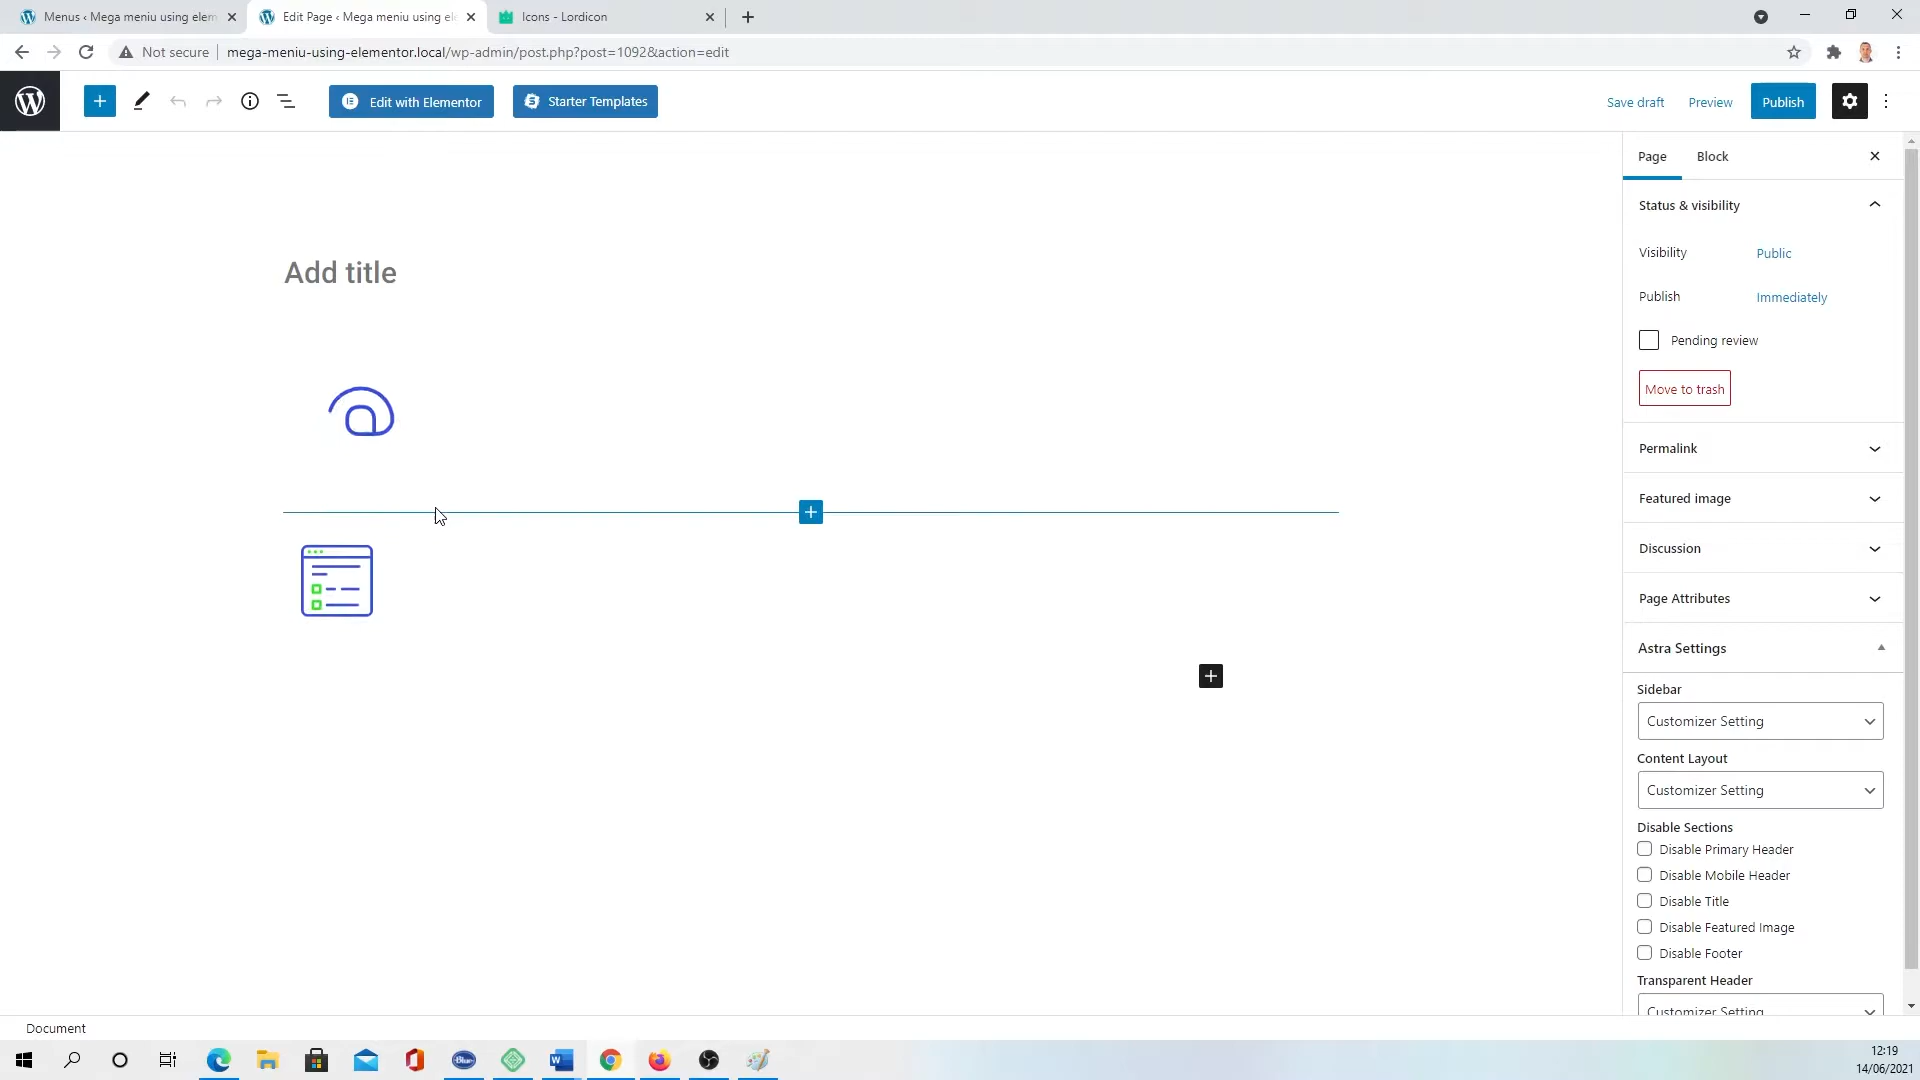 Menus ‹ Mega meniu using elem
Edit Page ‹ Mega meniu using ele
Icons - Lordicon
Not secure
mega-meniu-using-elementor.local/wp-admin/post.php?post=1092&action=edit
Edit with Elementor
Starter Templates
Save draft
Preview
Publish
Page
Block
Status & visibility
Add title
Visibility
Public
Publish
Immediately
Pending review
Move to trash
Permalink
Featured image
Discussion
Page Attributes
Astra Settings
Sidebar
Customizer Setting
Content Layout
Customizer Setting
Disable Sections
Disable Primary Header
Disable Mobile Header
Disable Title
Disable Featured Image
Disable Footer
Transparent Header
Customizer Setting
Document
Blue
12:19
14/06/2021